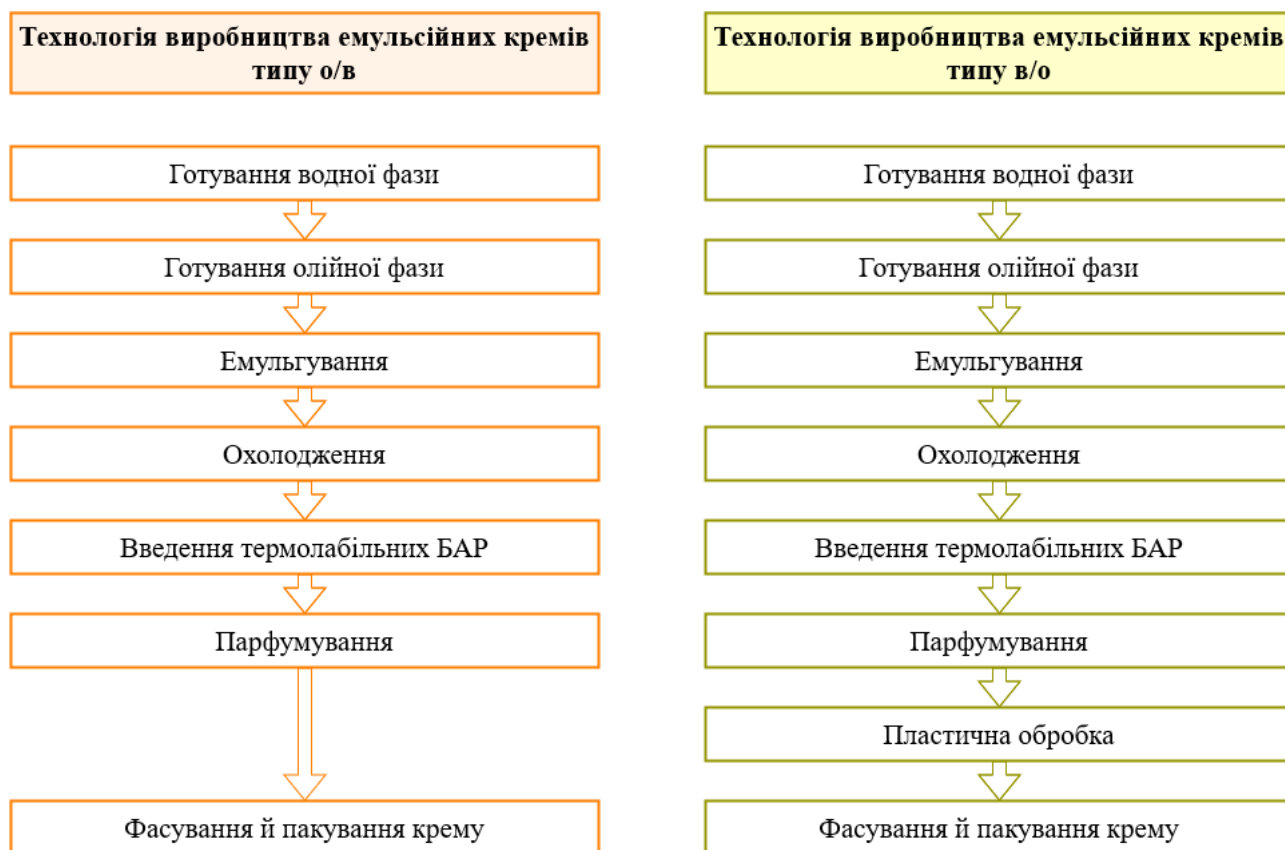 Технологія виробництва емульсійних кремів
типу о/в
Готування водної фази
Готування олійної фази
Емульгування
Охолодження
Введення термолабільних БАР
Парфумування
Фасування й пакування крему
Технологія виробництва емульсійних кремів
типу в/о
Готування водної фази
Готування олійної фази
Емульгування
Охолодження
Введення термолабільних БАР
Парфумування
Пластична обробка
Фасування й пакування крему